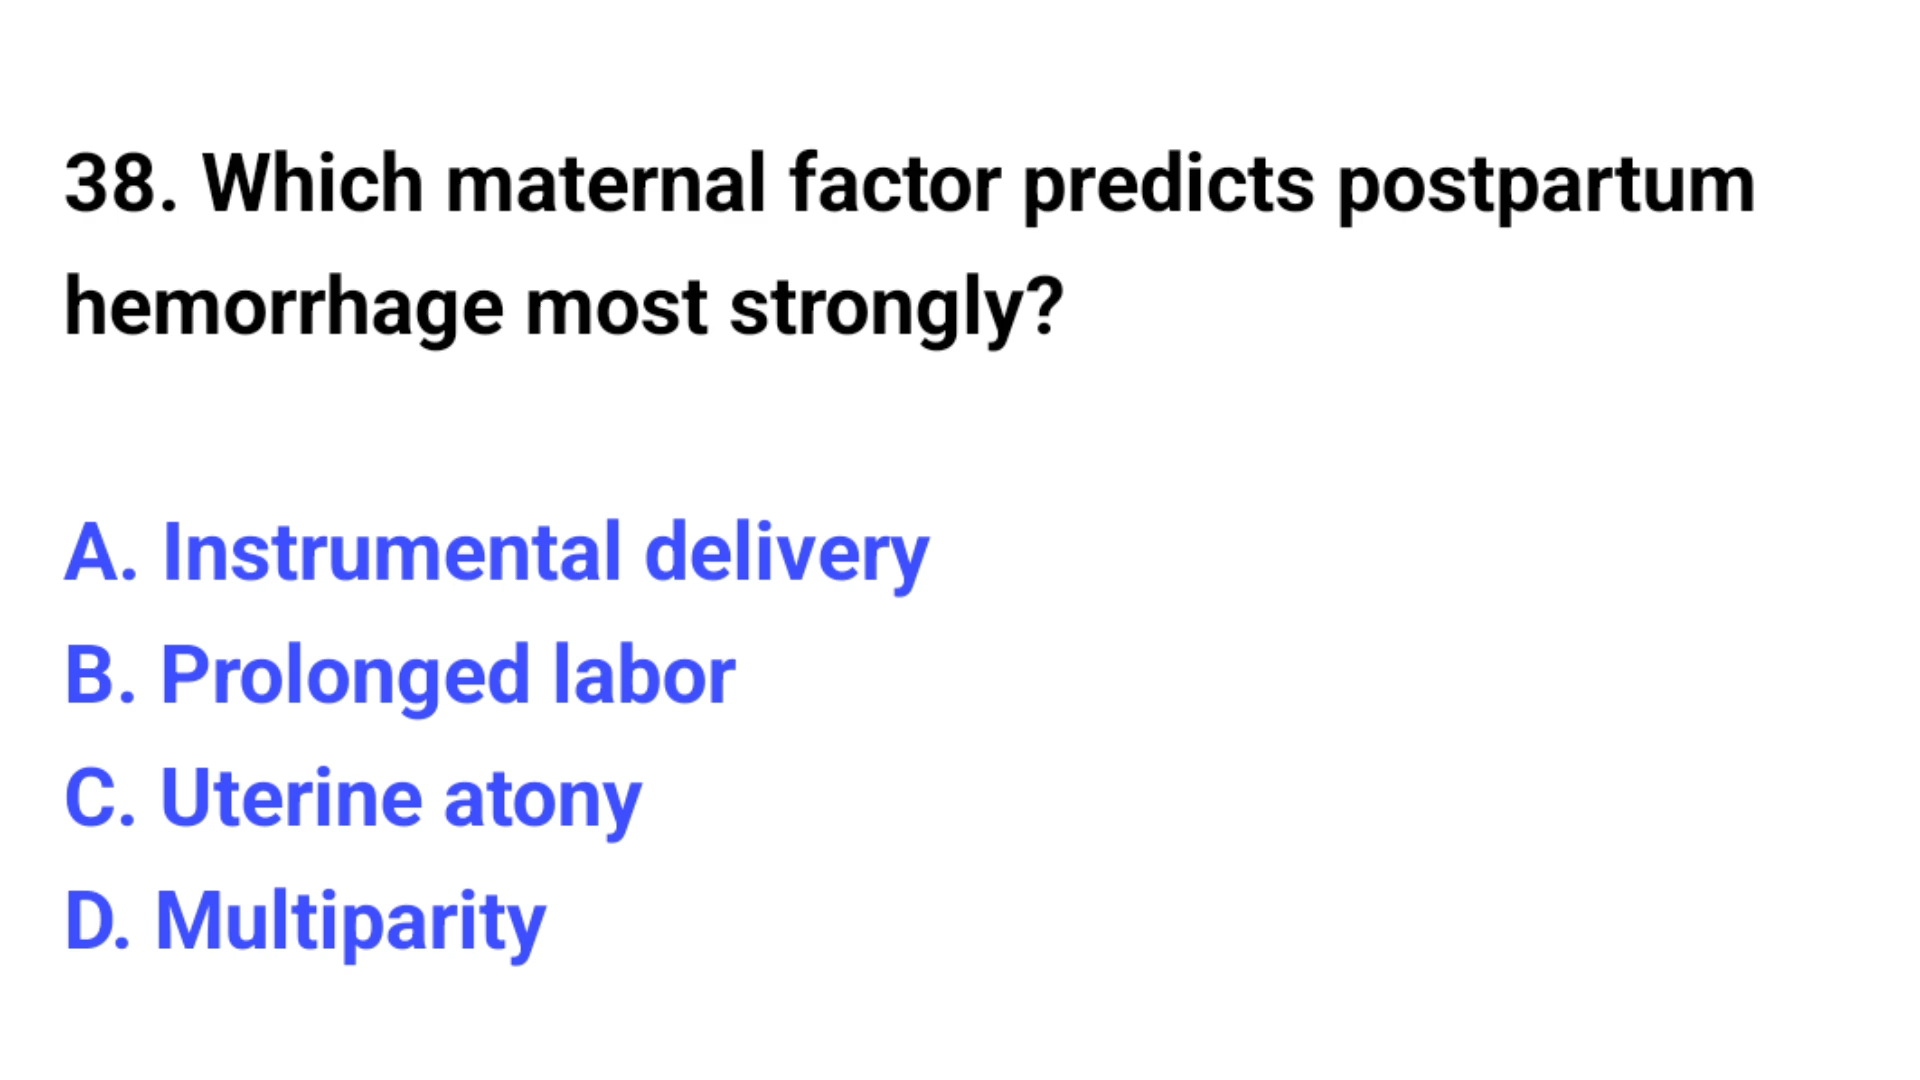 38. Which maternal factor predicts postpartum
hemorrhage most strongly?
A. Instrumental delivery
B. Prolonged labor
C. Uterine atony
D. Multiparity